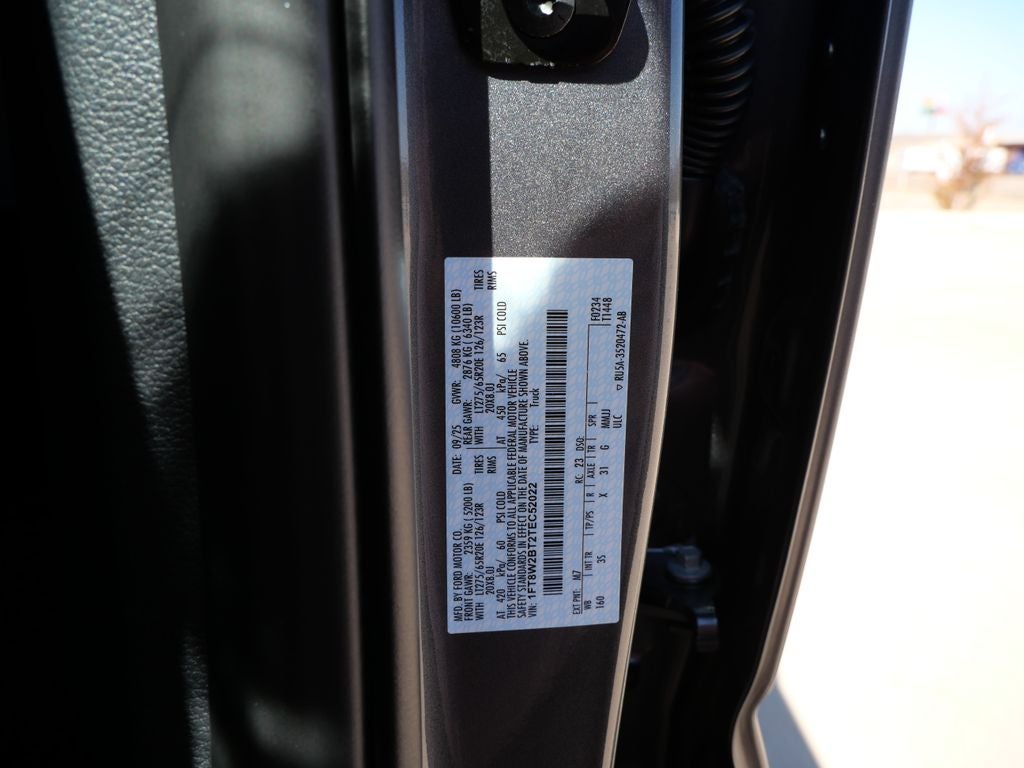 MFD. BY FORD MOTOR CO. DATE: 09/25 GVWR: 4808 KG (10600 LB)
FRONT GAWR: 2359 KG ( 5200 LB) REAR GAWR: 2876 KG ( 6340 LB)
WITH LT275/65R20E 126/123R TIRES WITH LT275/65R20E 126/123R TIRES
20X8.0J RIMS 20X8.0J RIMS
AT 420 kPa/ 60 PSI COLD AT 450 kPa/ 65 PSI COLD
THIS VEHICLE CONFORMS TO ALL APPLICABLE FEDERAL MOTOR VEHICLE
SAFETY STANDARDS IN EFFECT ON THE DATE OF MANUFACTURE SHOWN ABOVE.
VIN: 1FT8W2BT2TEC52022 TYPE: Truck
EXT PNT: M7 RC: 23 DSO: F0234
WB INT TR TP/PS R AXLE TR SPR T1448
160 35 X 31 G MAUJ
ULC ▽ RU5A-3520472-AB